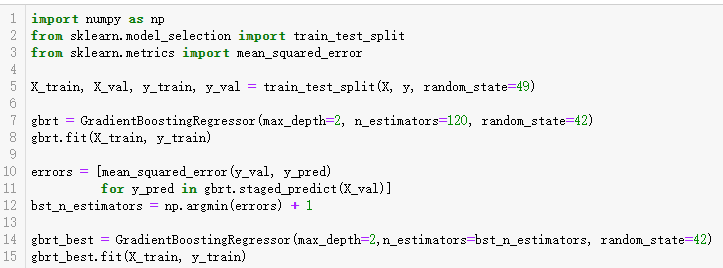 1 import numpy as np
2 from sklearn.model_selection import train_test_split
3 from sklearn.metrics import mean_squared_error
4
5 X_train, X_val, y_train, y_val = train_test_split(X, y, random_state=49)
6
7 gbrt = GradientBoostingRegressor(max_depth=2, n_estimators=120, random_state=42)
8 gbrt.fit(X_train, y_train)
9
10 errors = [mean_squared_error(y_val, y_pred)
11           for y_pred in gbrt.staged_predict(X_val)]
12 bst_n_estimators = np.argmin(errors) + 1
13
14 gbrt_best = GradientBoostingRegressor(max_depth=2,n_estimators=bst_n_estimators, random_state=42)
15 gbrt_best.fit(X_train, y_train)